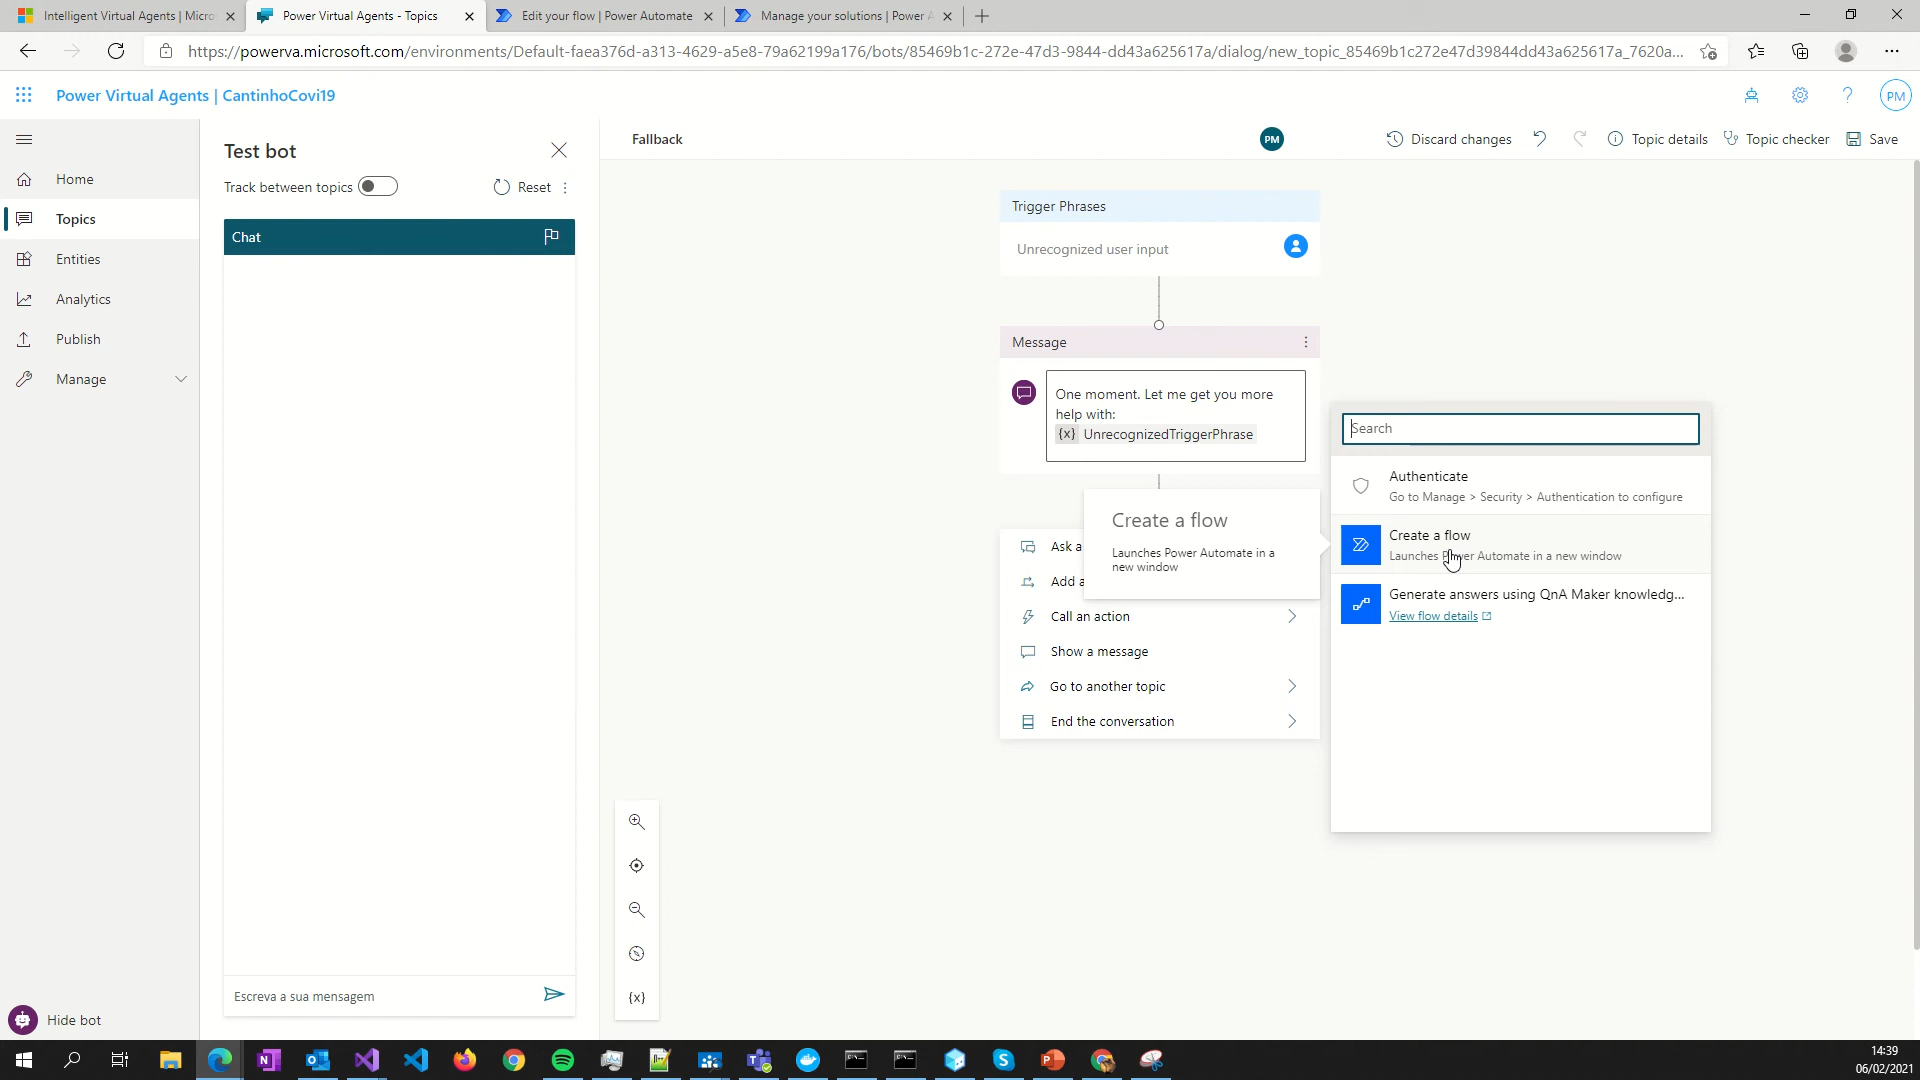 Intelligent Virtual Agents | Micro
Power Virtual Agents - Topics
Edit your flow | Power Automate
Manage your solutions | Power A
https://powerva.microsoft.com/environments/Default-faea376d-a313-4629-a5e8-79a62199a176/bots/85469b1c-272e-47d3-9844-dd43a625617a/dialog/new_topic_85469b1c272e47d39844dd43a625617a_7620a...
Power Virtual Agents | CantinhoCovi19
PM
Home
Topics
Entities
Analytics
Publish
Manage
Hide bot
Test bot
Track between topics
Reset
Chat
Escreva a sua mensagem
Fallback
PM
Discard changes
Topic details
Topic checker
Save
Trigger Phrases
Unrecognized user input
Message
One moment. Let me get you more
help with:
{x} UnrecognizedTriggerPhrase
Create a flow
Launches Power Automate in a
new window
Ask a
Add a
Call an action
Show a message
Go to another topic
End the conversation
Search
Authenticate
Go to Manage > Security > Authentication to configure
Create a flow
Launches Power Automate in a new window
Generate answers using QnA Maker knowledg...
View flow details
{x}
14:39
06/02/2021